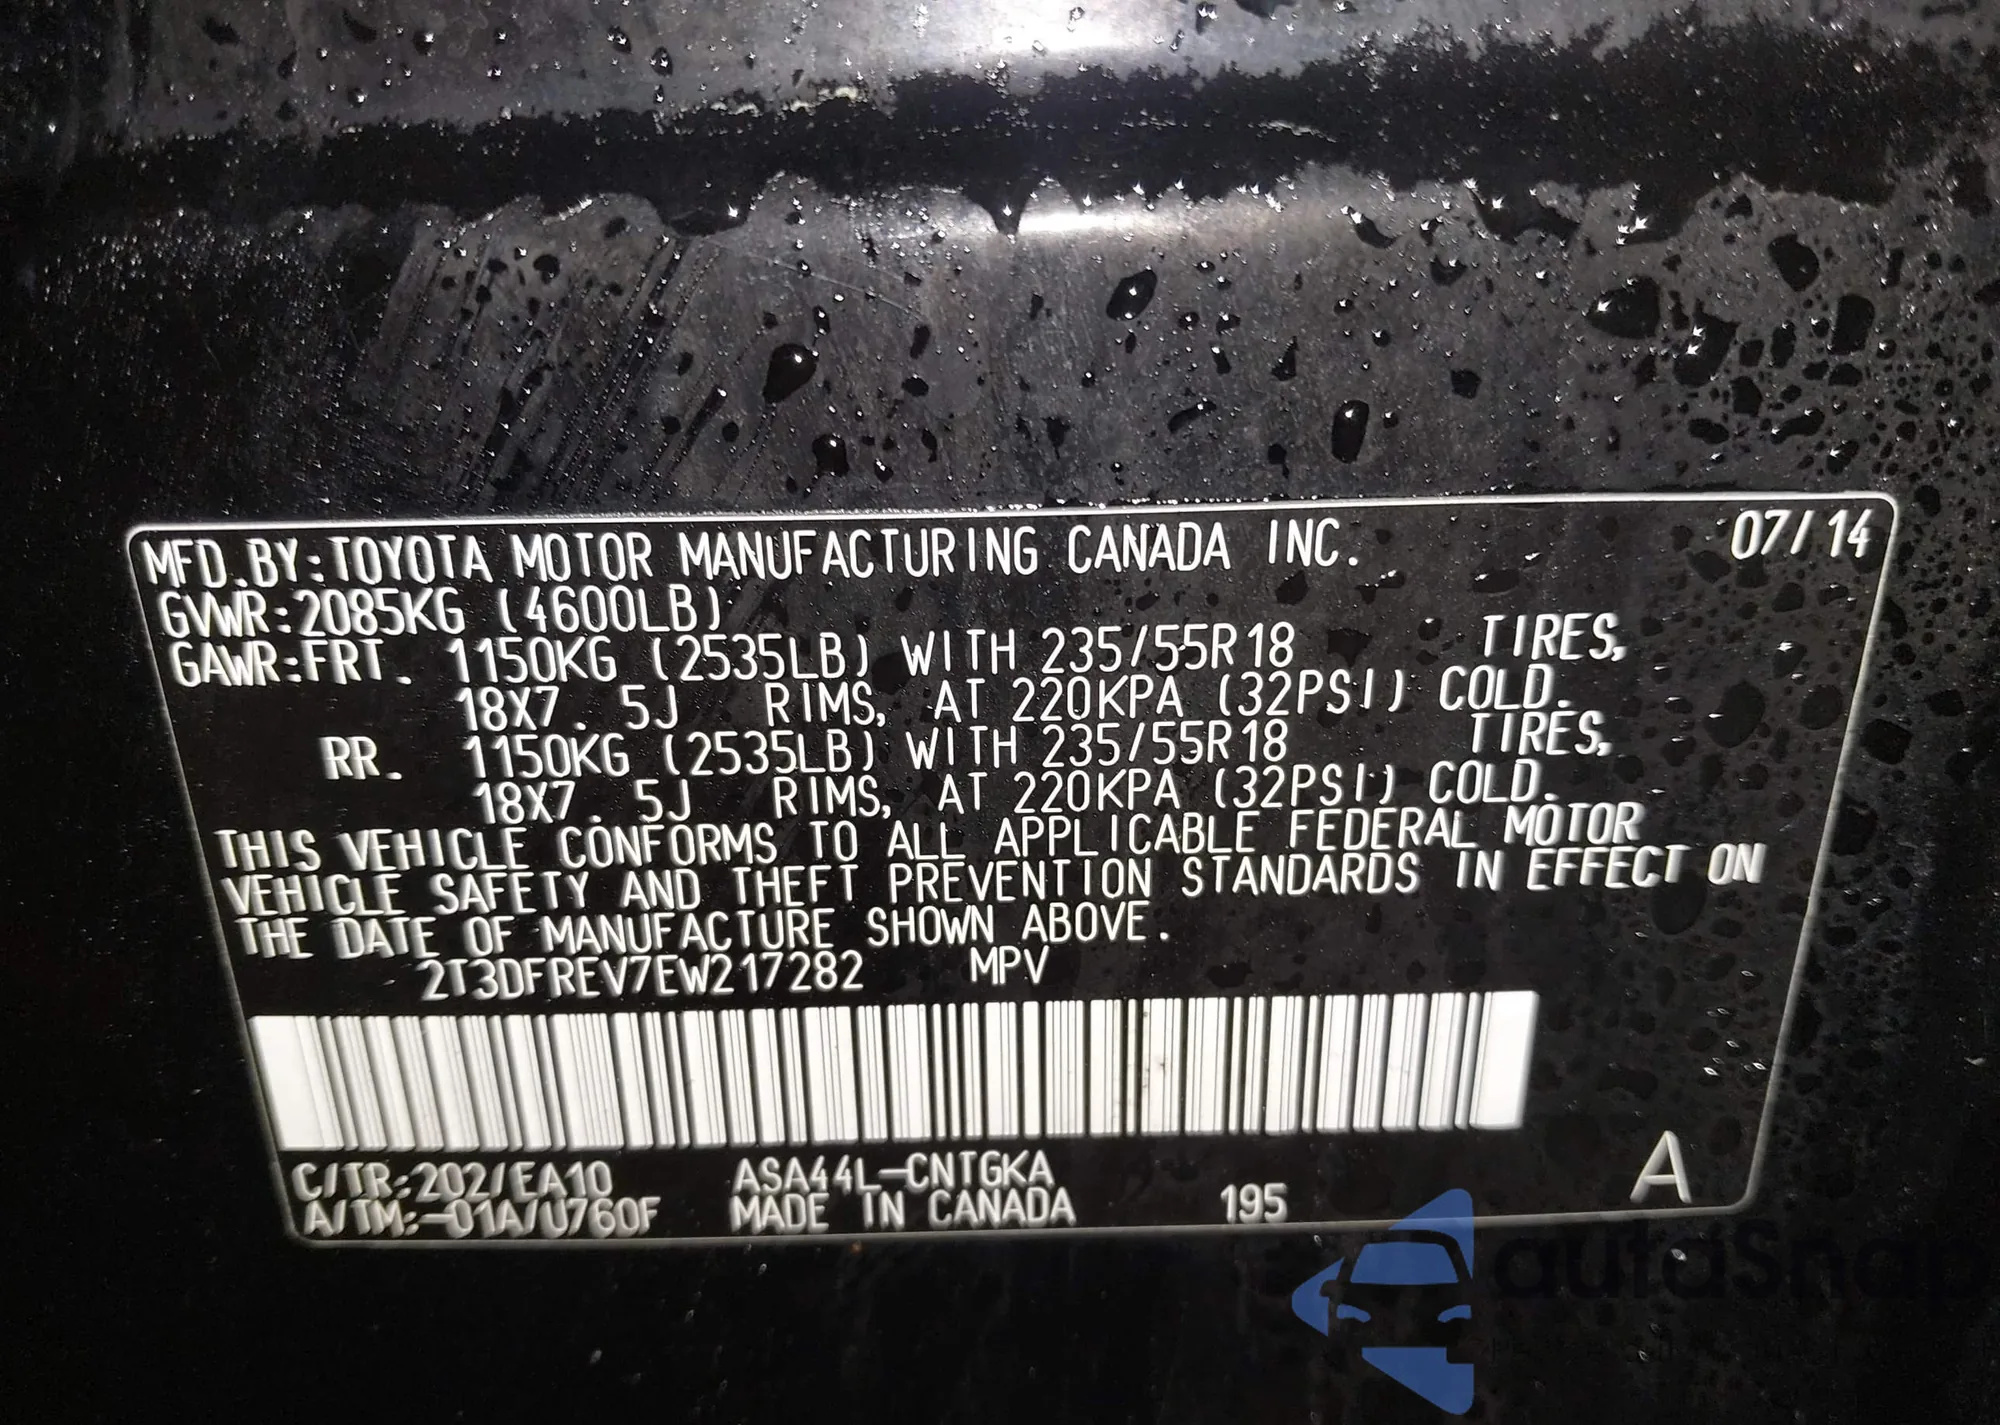 MFD.BY:TOYOTA MOTOR MANUFACTURING CANADA INC. 07/14
GVWR:2085KG (4600LB)
GAWR:FRT. 1150KG (2535LB) WITH 235/55R18 TIRES,
18X7.5J RIMS, AT 220KPA (32PSI) COLD.
RR. 1150KG (2535LB) WITH 235/55R18 TIRES,
18X7.5J RIMS, AT 220KPA (32PSI) COLD.
THIS VEHICLE CONFORMS TO ALL APPLICABLE FEDERAL MOTOR
VEHICLE SAFETY AND THEFT PREVENTION STANDARDS IN EFFECT ON
THE DATE OF MANUFACTURE SHOWN ABOVE.
2T3DFREV7EW217282 MPV
C/TR:202/EA10 ASA44L-CNTGKA
A/TM:-01A/U760F MADE IN CANADA 195 A
autoSnap